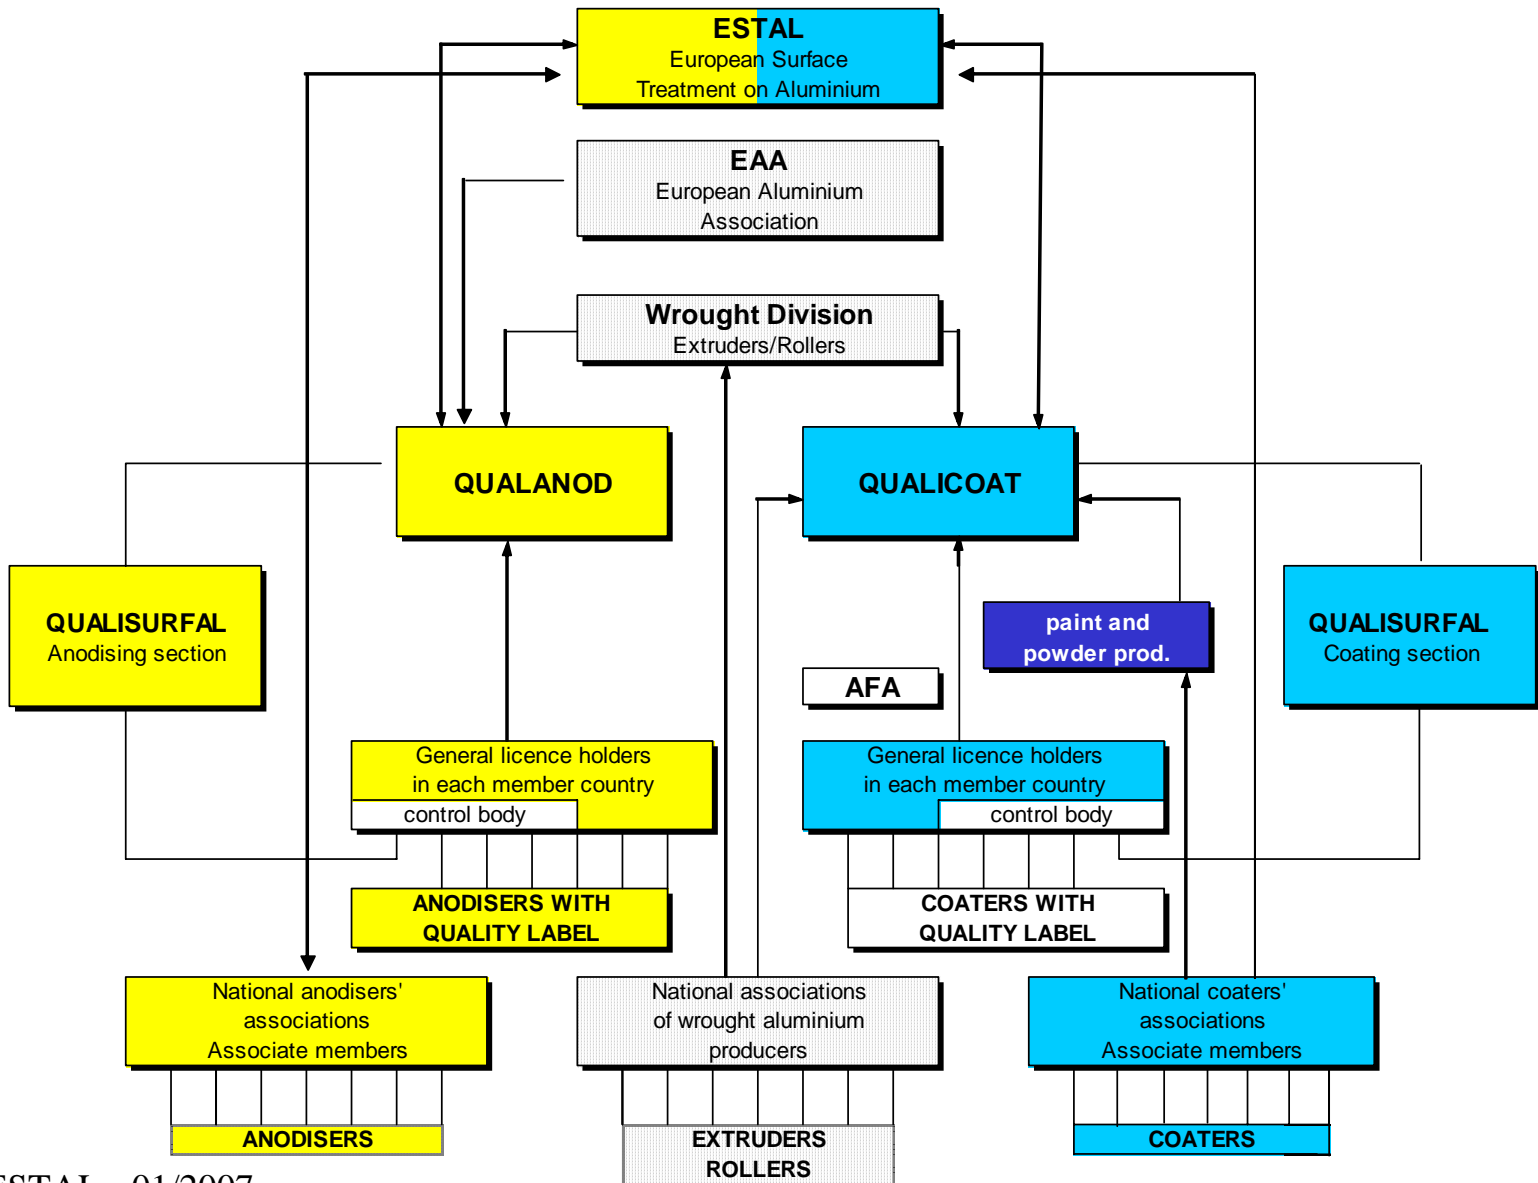 ESTAL
European Surface
Treatment on Aluminium
EAA
European Aluminium
Association
Wrought Division
Extruders/Rollers
QUALANOD
QUALICOAT
QUALISURFAL
Anodising section
paint and
powder prod.
QUALISURFAL
Coating section
AFA
General licence holders
in each member country
control body
General licence holders
in each member country
control body
ANODISERS WITH
QUALITY LABEL
COATERS WITH
QUALITY LABEL
National anodisers'
associations
Associate members
National associations
of wrought aluminium
producers
National coaters'
associations
Associate members
ANODISERS
EXTRUDERS
ROLLERS
COATERS
ESTAL 01/2007